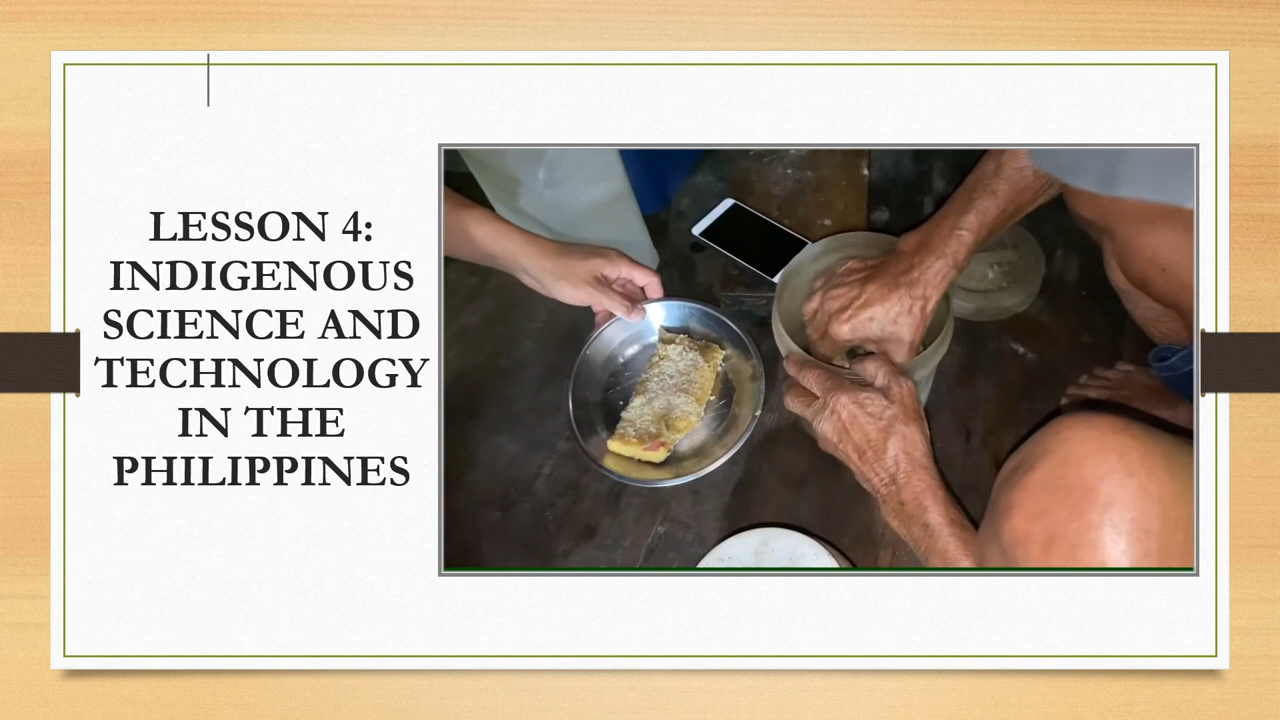 LESSON 4:
INDIGENOUS
SCIENCE AND
TECHNOLOGY
IN THE
PHILIPPINES